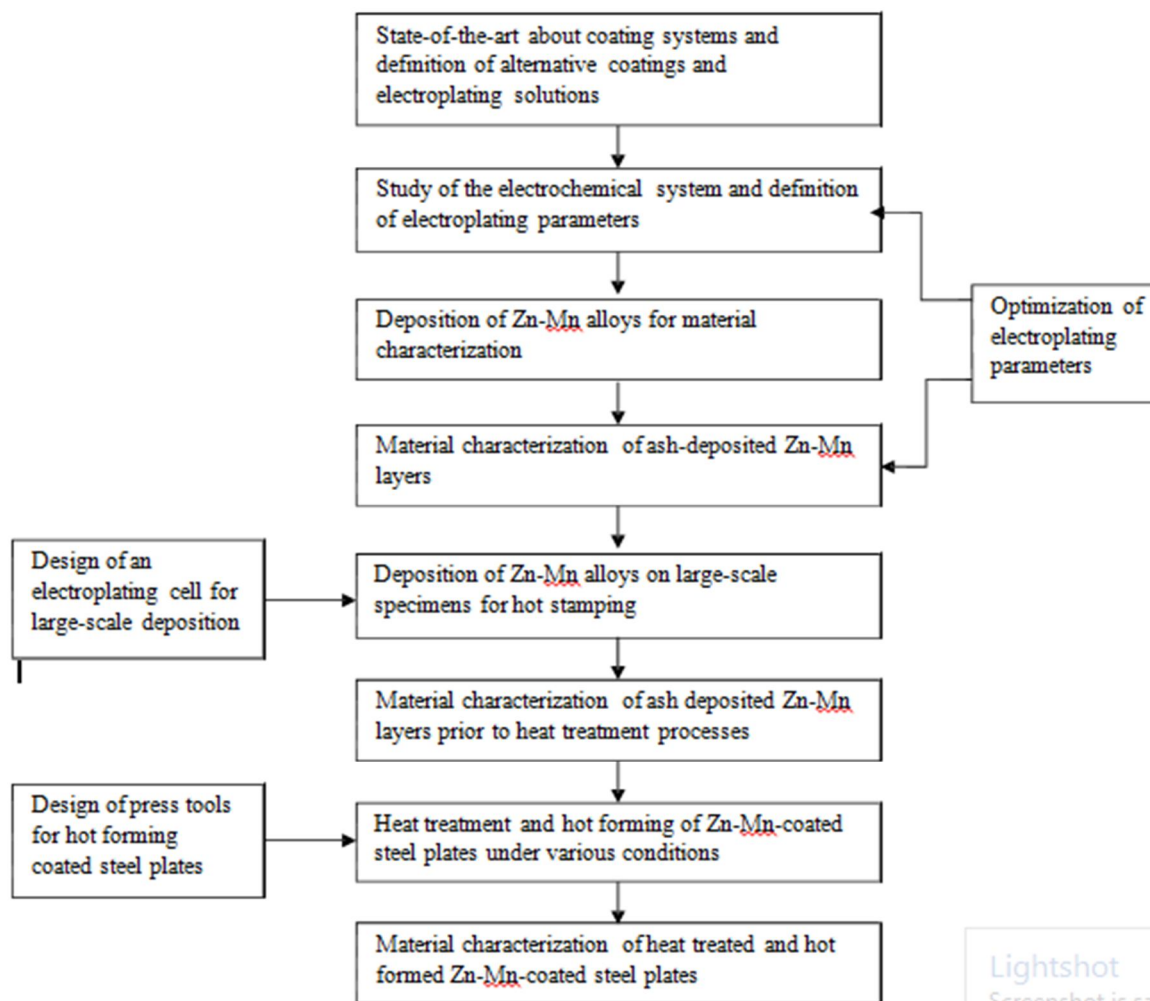 State-of-the-art about coating systems and
definition of alternative coatings and
electroplating solutions
Study of the electrochemical system and definition
of electroplating parameters
Optimization of
electroplating
parameters
Deposition of Zn-Mn alloys for material
characterization
Material characterization of ash-deposited Zn-Mn
layers
Design of an
electroplating cell for
large-scale deposition
Deposition of Zn-Mn alloys on large-scale
specimens for hot stamping
Material characterization of ash deposited Zn-Mn
layers prior to heat treatment processes
Design of press tools
for hot forming
coated steel plates
Heat treatment and hot forming of Zn-Mn-coated
steel plates under various conditions
Material characterization of heat treated and hot
formed Zn-Mn-coated steel plates
Lightshot
Screenshot is